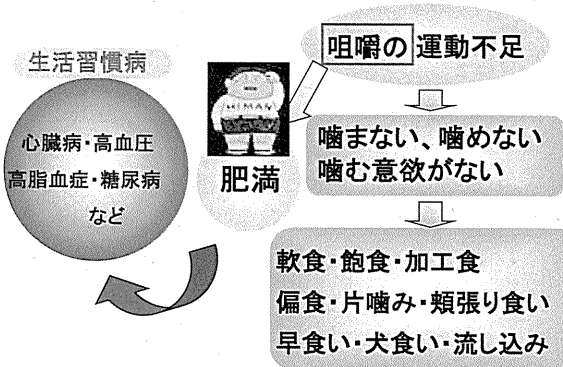 咀嚼の運動不足
生活習慣病
心臓病・高血圧
高脂血症・糖尿病
など
HIMAN
肥満
噛まない、噛めない
噛む意欲がない
軟食・飽食・加工食
偏食・片噛み・頬張り食い
早食い・犬食い・流し込み